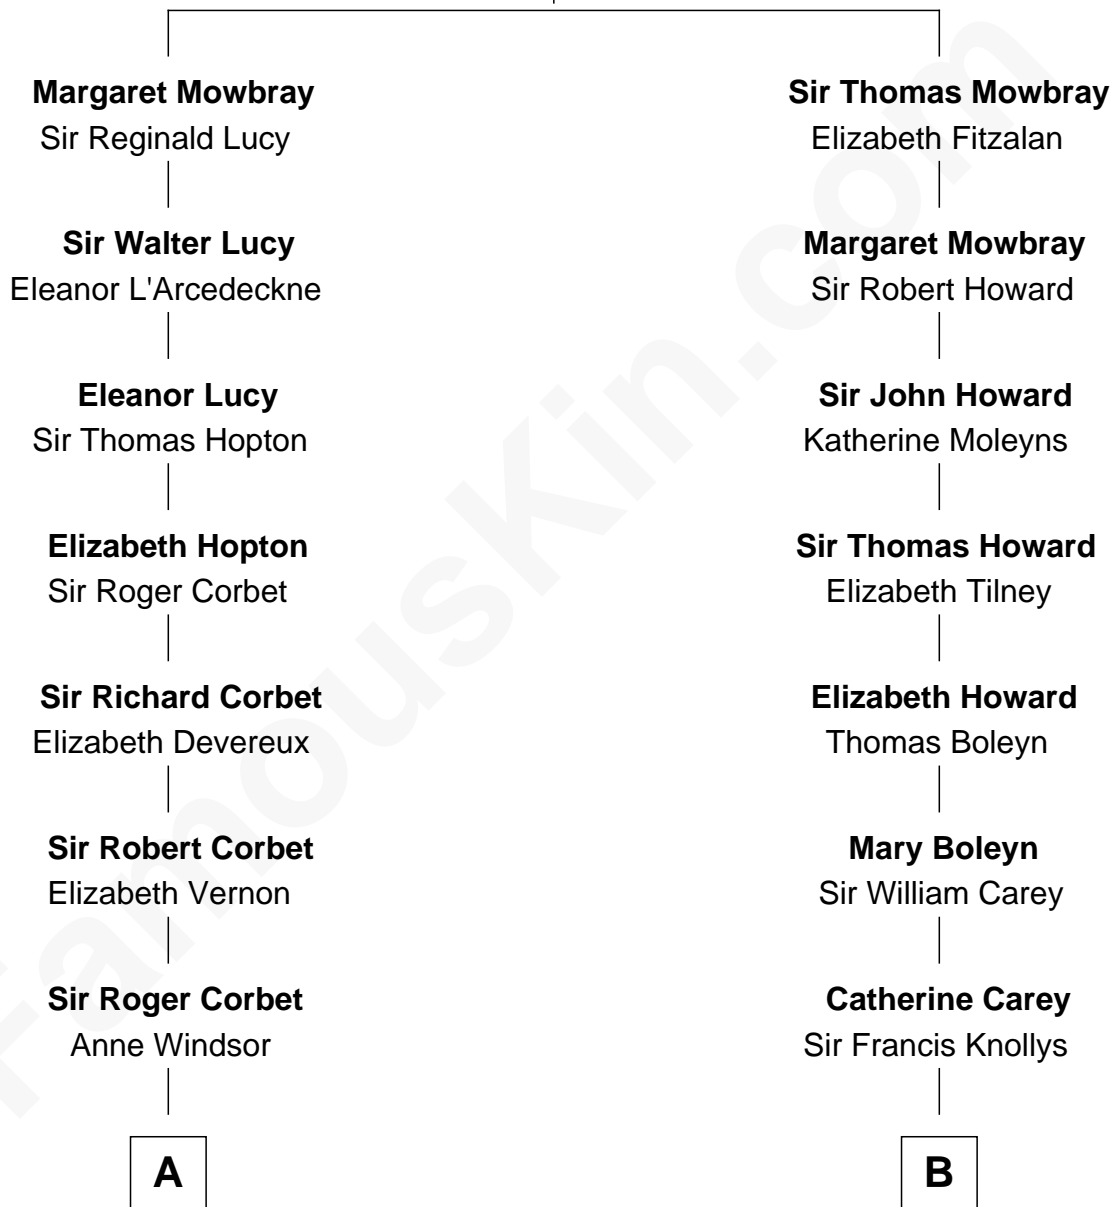 Margaret Mowbray
Sir Reginald Lucy
Sir Walter Lucy
Eleanor L'Arcedeckne
Eleanor Lucy
Sir Thomas Hopton
Elizabeth Hopton
Sir Roger Corbet
Sir Richard Corbet
Elizabeth Devereux
Sir Robert Corbet
Elizabeth Vernon
Sir Roger Corbet
Anne Windsor
A
Sir Thomas Mowbray
Elizabeth Fitzalan
Margaret Mowbray
Sir Robert Howard
Sir John Howard
Katherine Moleyns
Sir Thomas Howard
Elizabeth Tilney
Elizabeth Howard
Thomas Boleyn
Mary Boleyn
Sir William Carey
Catherine Carey
Sir Francis Knollys
B
FamousKin.com